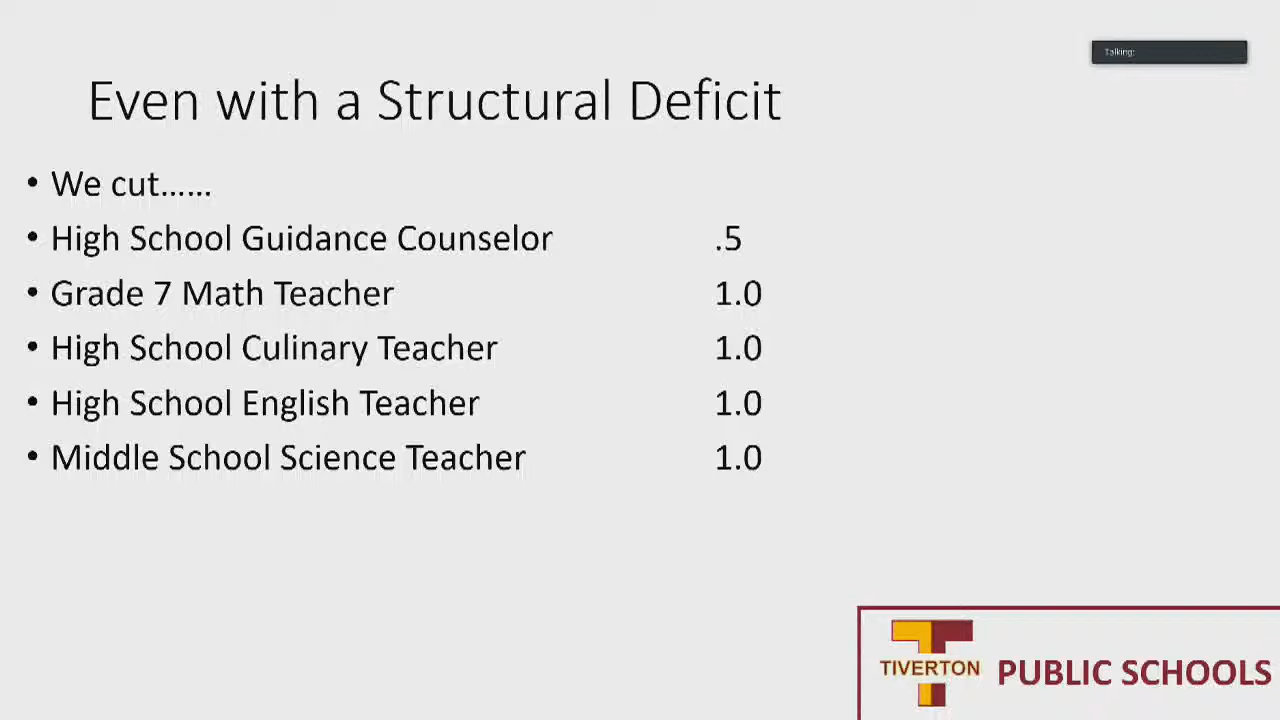 Talking:
Even with a Structural Deficit
• We cut......
• High School Guidance Counselor .5
• Grade 7 Math Teacher 1.0
• High School Culinary Teacher 1.0
• High School English Teacher 1.0
• Middle School Science Teacher 1.0
TIVERTON PUBLIC SCHOOLS